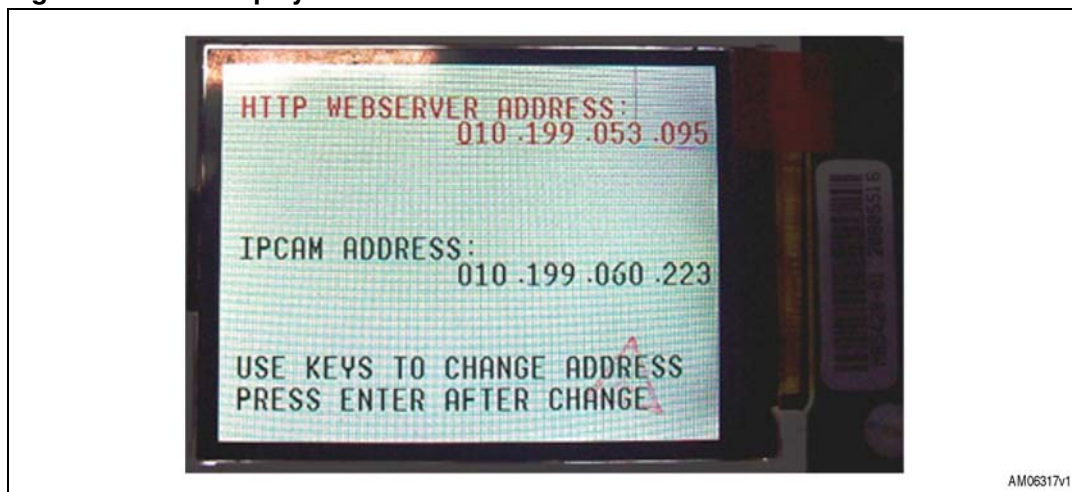 HTTP WEBSERVER ADDRESS:
010.199.053.095
IPCAM ADDRESS:
010.199.060.223
USE KEYS TO CHANGE ADDRESS
PRESS ENTER AFTER CHANGE
AM06317v1